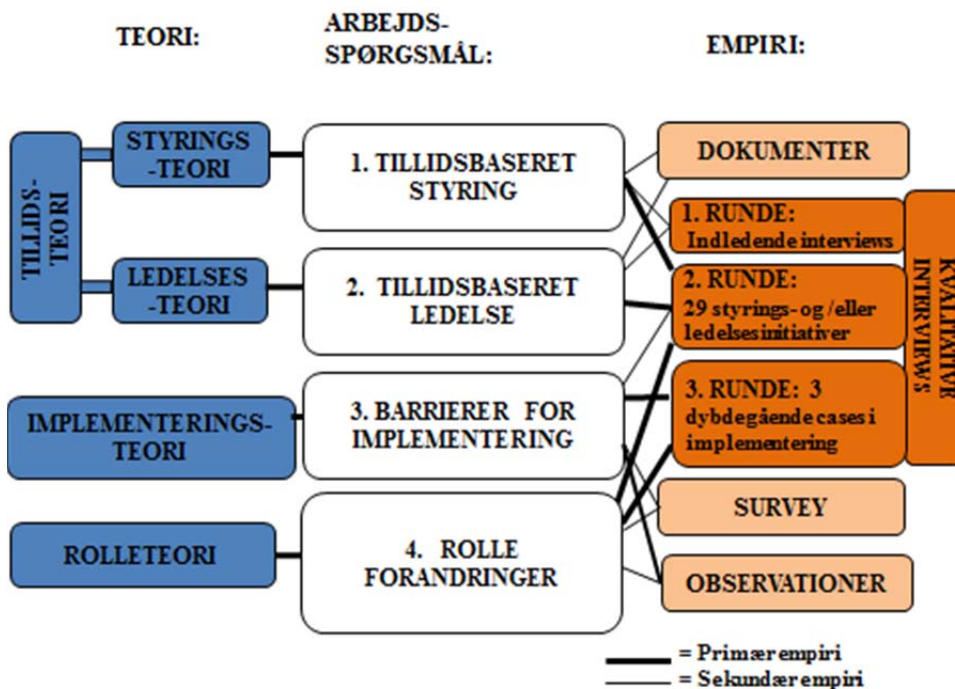 TEORI:
ARBEJDS-
SPØRGSMÅL:
EMPIRI:
TILLIDS-
TEORI
STYRINGS
-TEORI
LEDELSES
-TEORI
IMPLEMENTERINGS-
TEORI
ROLLETEORI
1. TILLIDSBASERET
STYRING
2. TILLIDSBASERET
LEDELSE
3. BARRIERER FOR
IMPLEMENTERING
4. ROLLE
FORANDRINGER
DOKUMENTER
1. RUNDE:
Indledende interviews
2. RUNDE:
29 styrings- og /eller
ledelsesinitiativer
3. RUNDE: 3
dybdegående cases i
implementering
KVALITATIVE
INTERVIEWS
SURVEY
OBSERVATIONER
= Primær empiri
= Sekundær empiri